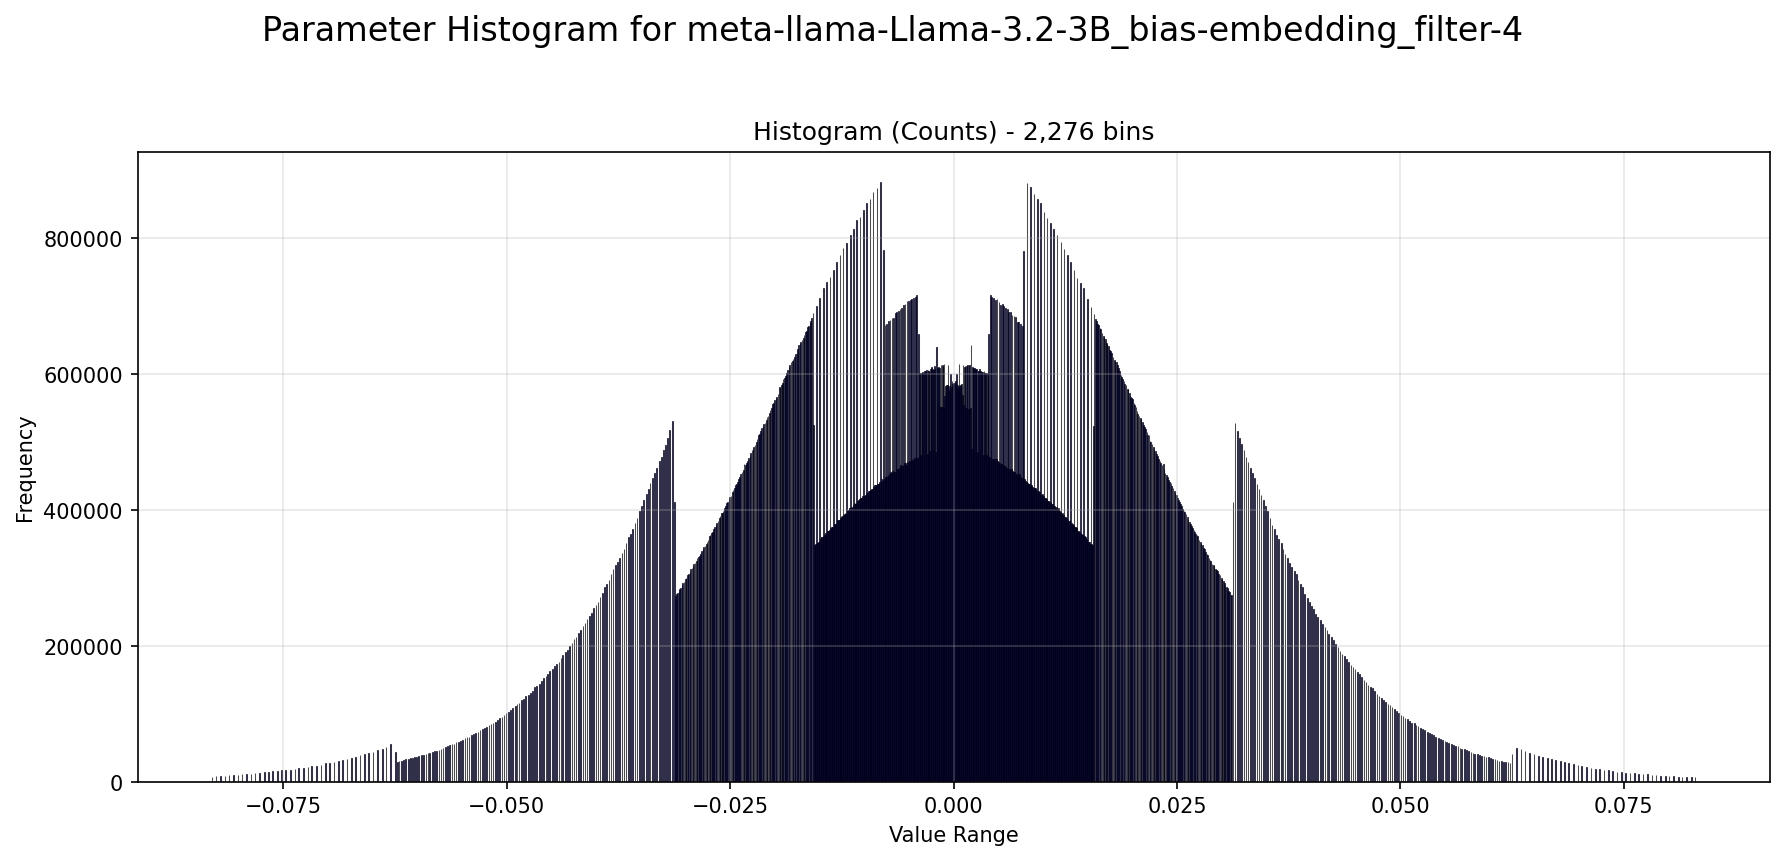 Parameter Histogram for meta-llama-Llama-3.2-3B_bias-embedding_filter-4
Histogram (Counts) - 2,276 bins
800000
600000
400000
200000
0
Frequency
−0.075 −0.050 −0.025 0.000 0.025 0.050 0.075
Value Range